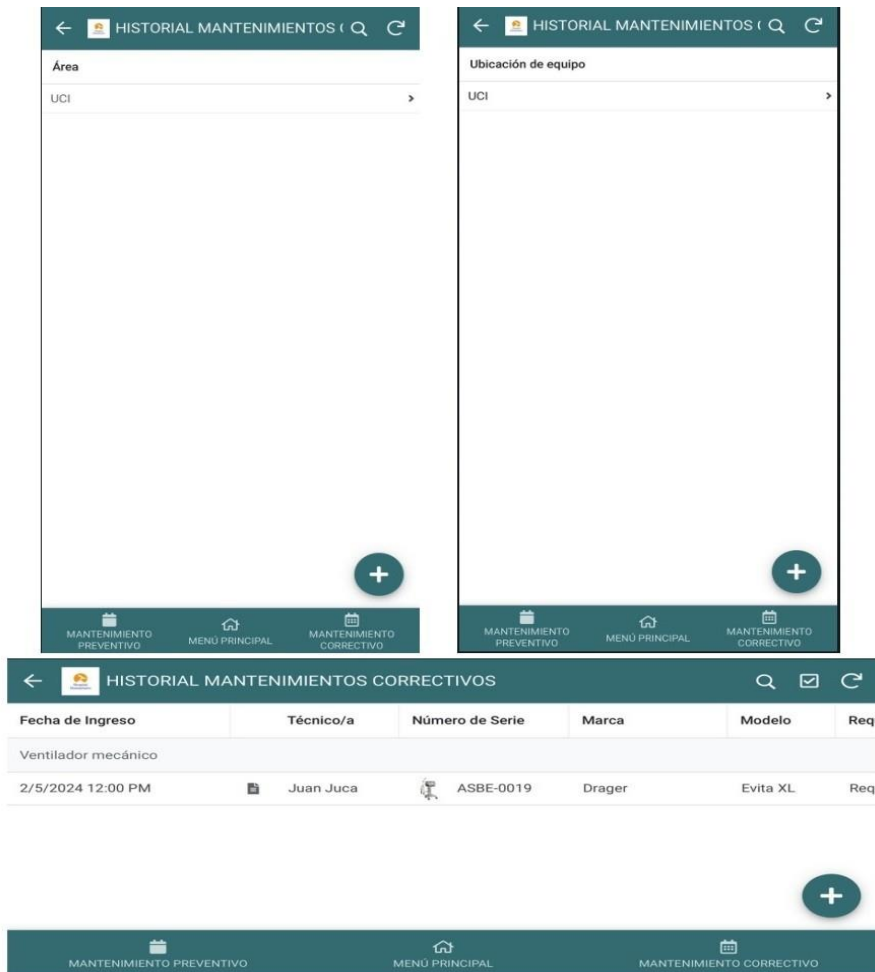 HISTORIAL MANTENIMIENTOS (
Área
UCI
MANTENIMIENTO
PREVENTIVO
MENÚ PRINCIPAL
MANTENIMIENTO
CORRECTIVO
HISTORIAL MANTENIMIENTOS (
Ubicación de equipo
UCI
MANTENIMIENTO
PREVENTIVO
MENÚ PRINCIPAL
MANTENIMIENTO
CORRECTIVO
HISTORIAL MANTENIMIENTOS CORRECTIVOS
Fecha de Ingreso Técnico/a Número de Serie Marca Modelo Req
Ventilador mecánico
2/5/2024 12:00 PM Juan Juca ASBE-0019 Drager Evita XL Req
MANTENIMIENTO PREVENTIVO MENÚ PRINCIPAL MANTENIMIENTO CORRECTIVO